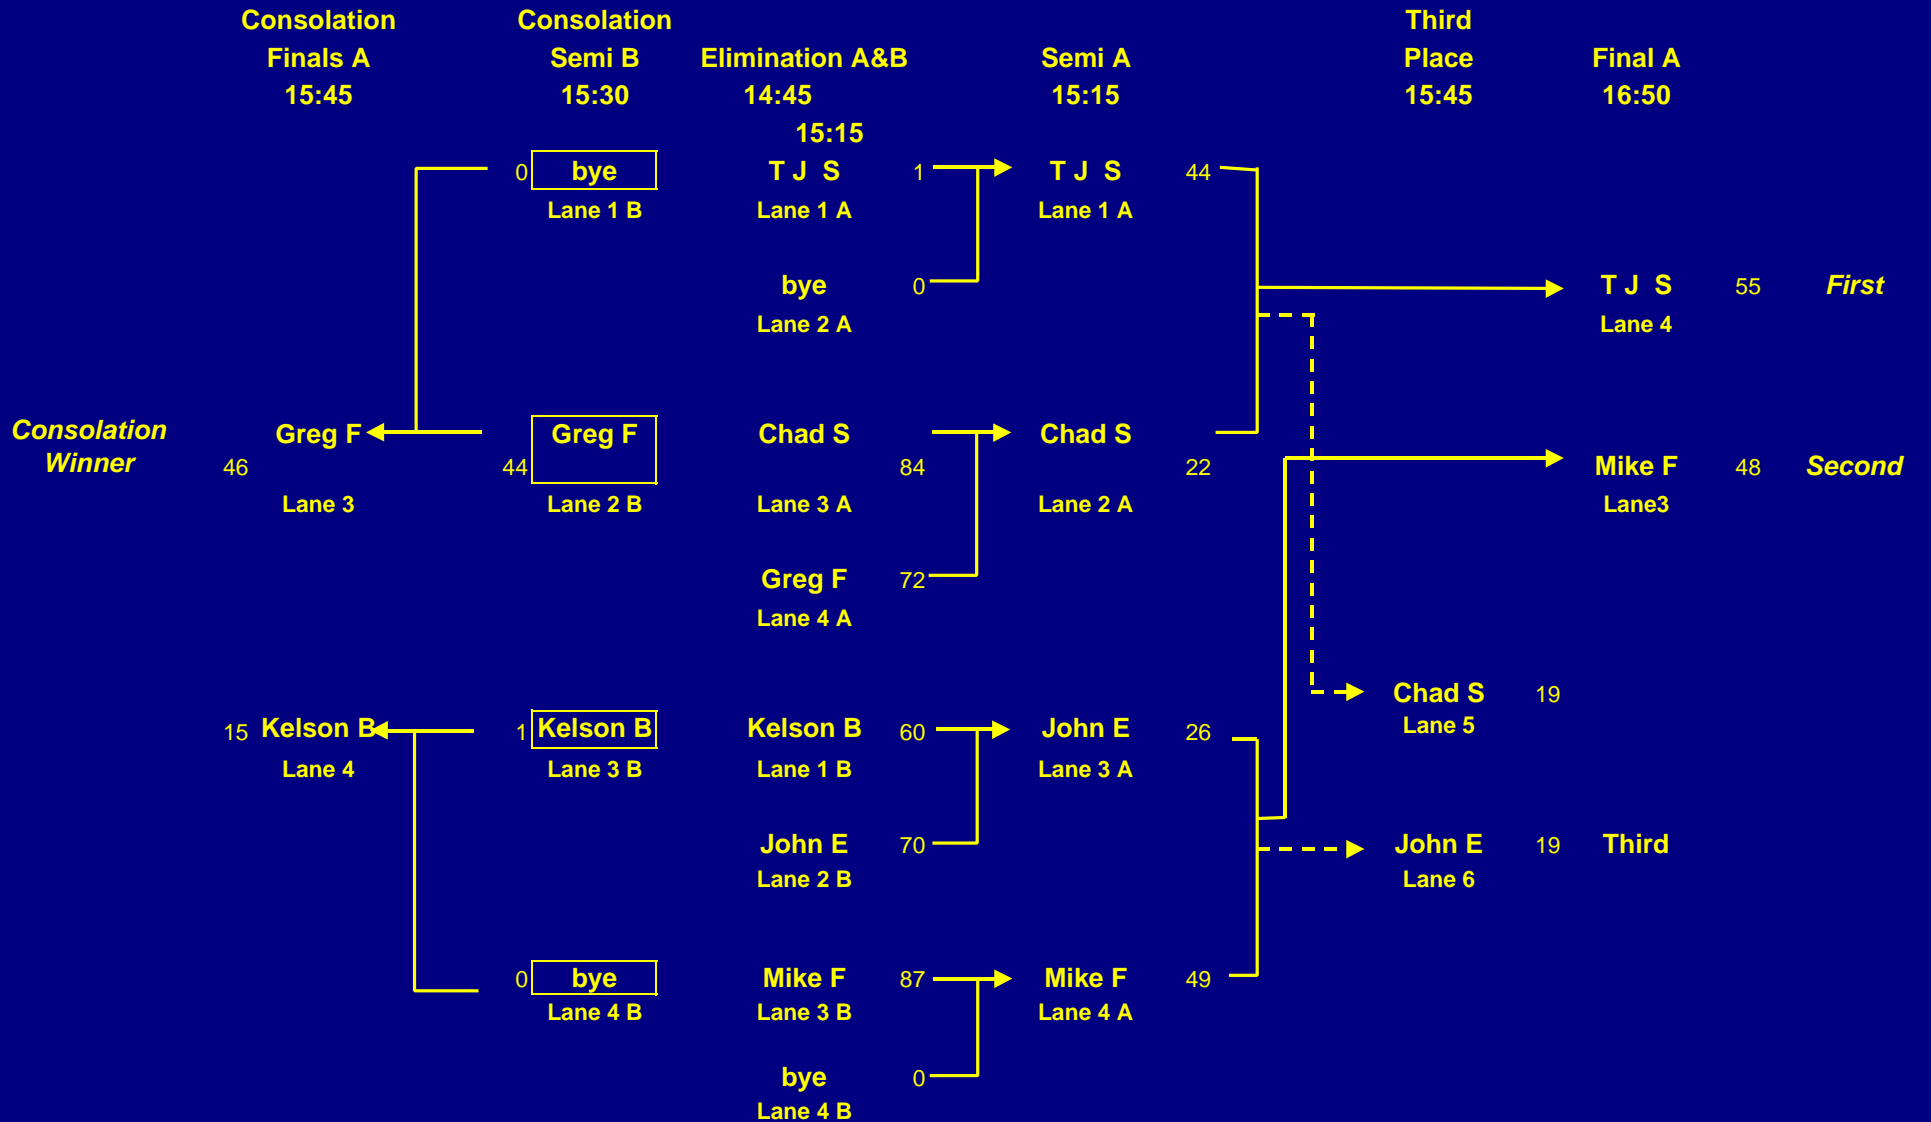 Consolation Consolation Third
Finals A Semi B Elimination A&B Semi A Place Final A
15:45 15:30 14:45 15:15 15:45 16:50
15:15
0 bye T J S 1 T J S 44
Lane 1 B Lane 1 A Lane 1 A
bye 0 T J S 55 First
Lane 2 A Lane 4
Consolation Greg F Greg F Chad S Chad S
Winner 46 44 84 22 Mike F 48 Second
Lane 3 Lane 2 B Lane 3 A Lane 2 A Lane3
Greg F 72
Lane 4 A
Chad S 19
Lane 5
15 Kelson B 1 Kelson B Kelson B 60 John E 26
Lane 4 Lane 3 B Lane 1 B Lane 3 A
John E 70 John E 19 Third
Lane 2 B Lane 6
0 bye Mike F 87 Mike F 49
Lane 4 B Lane 3 B Lane 4 A
bye 0
Lane 4 B